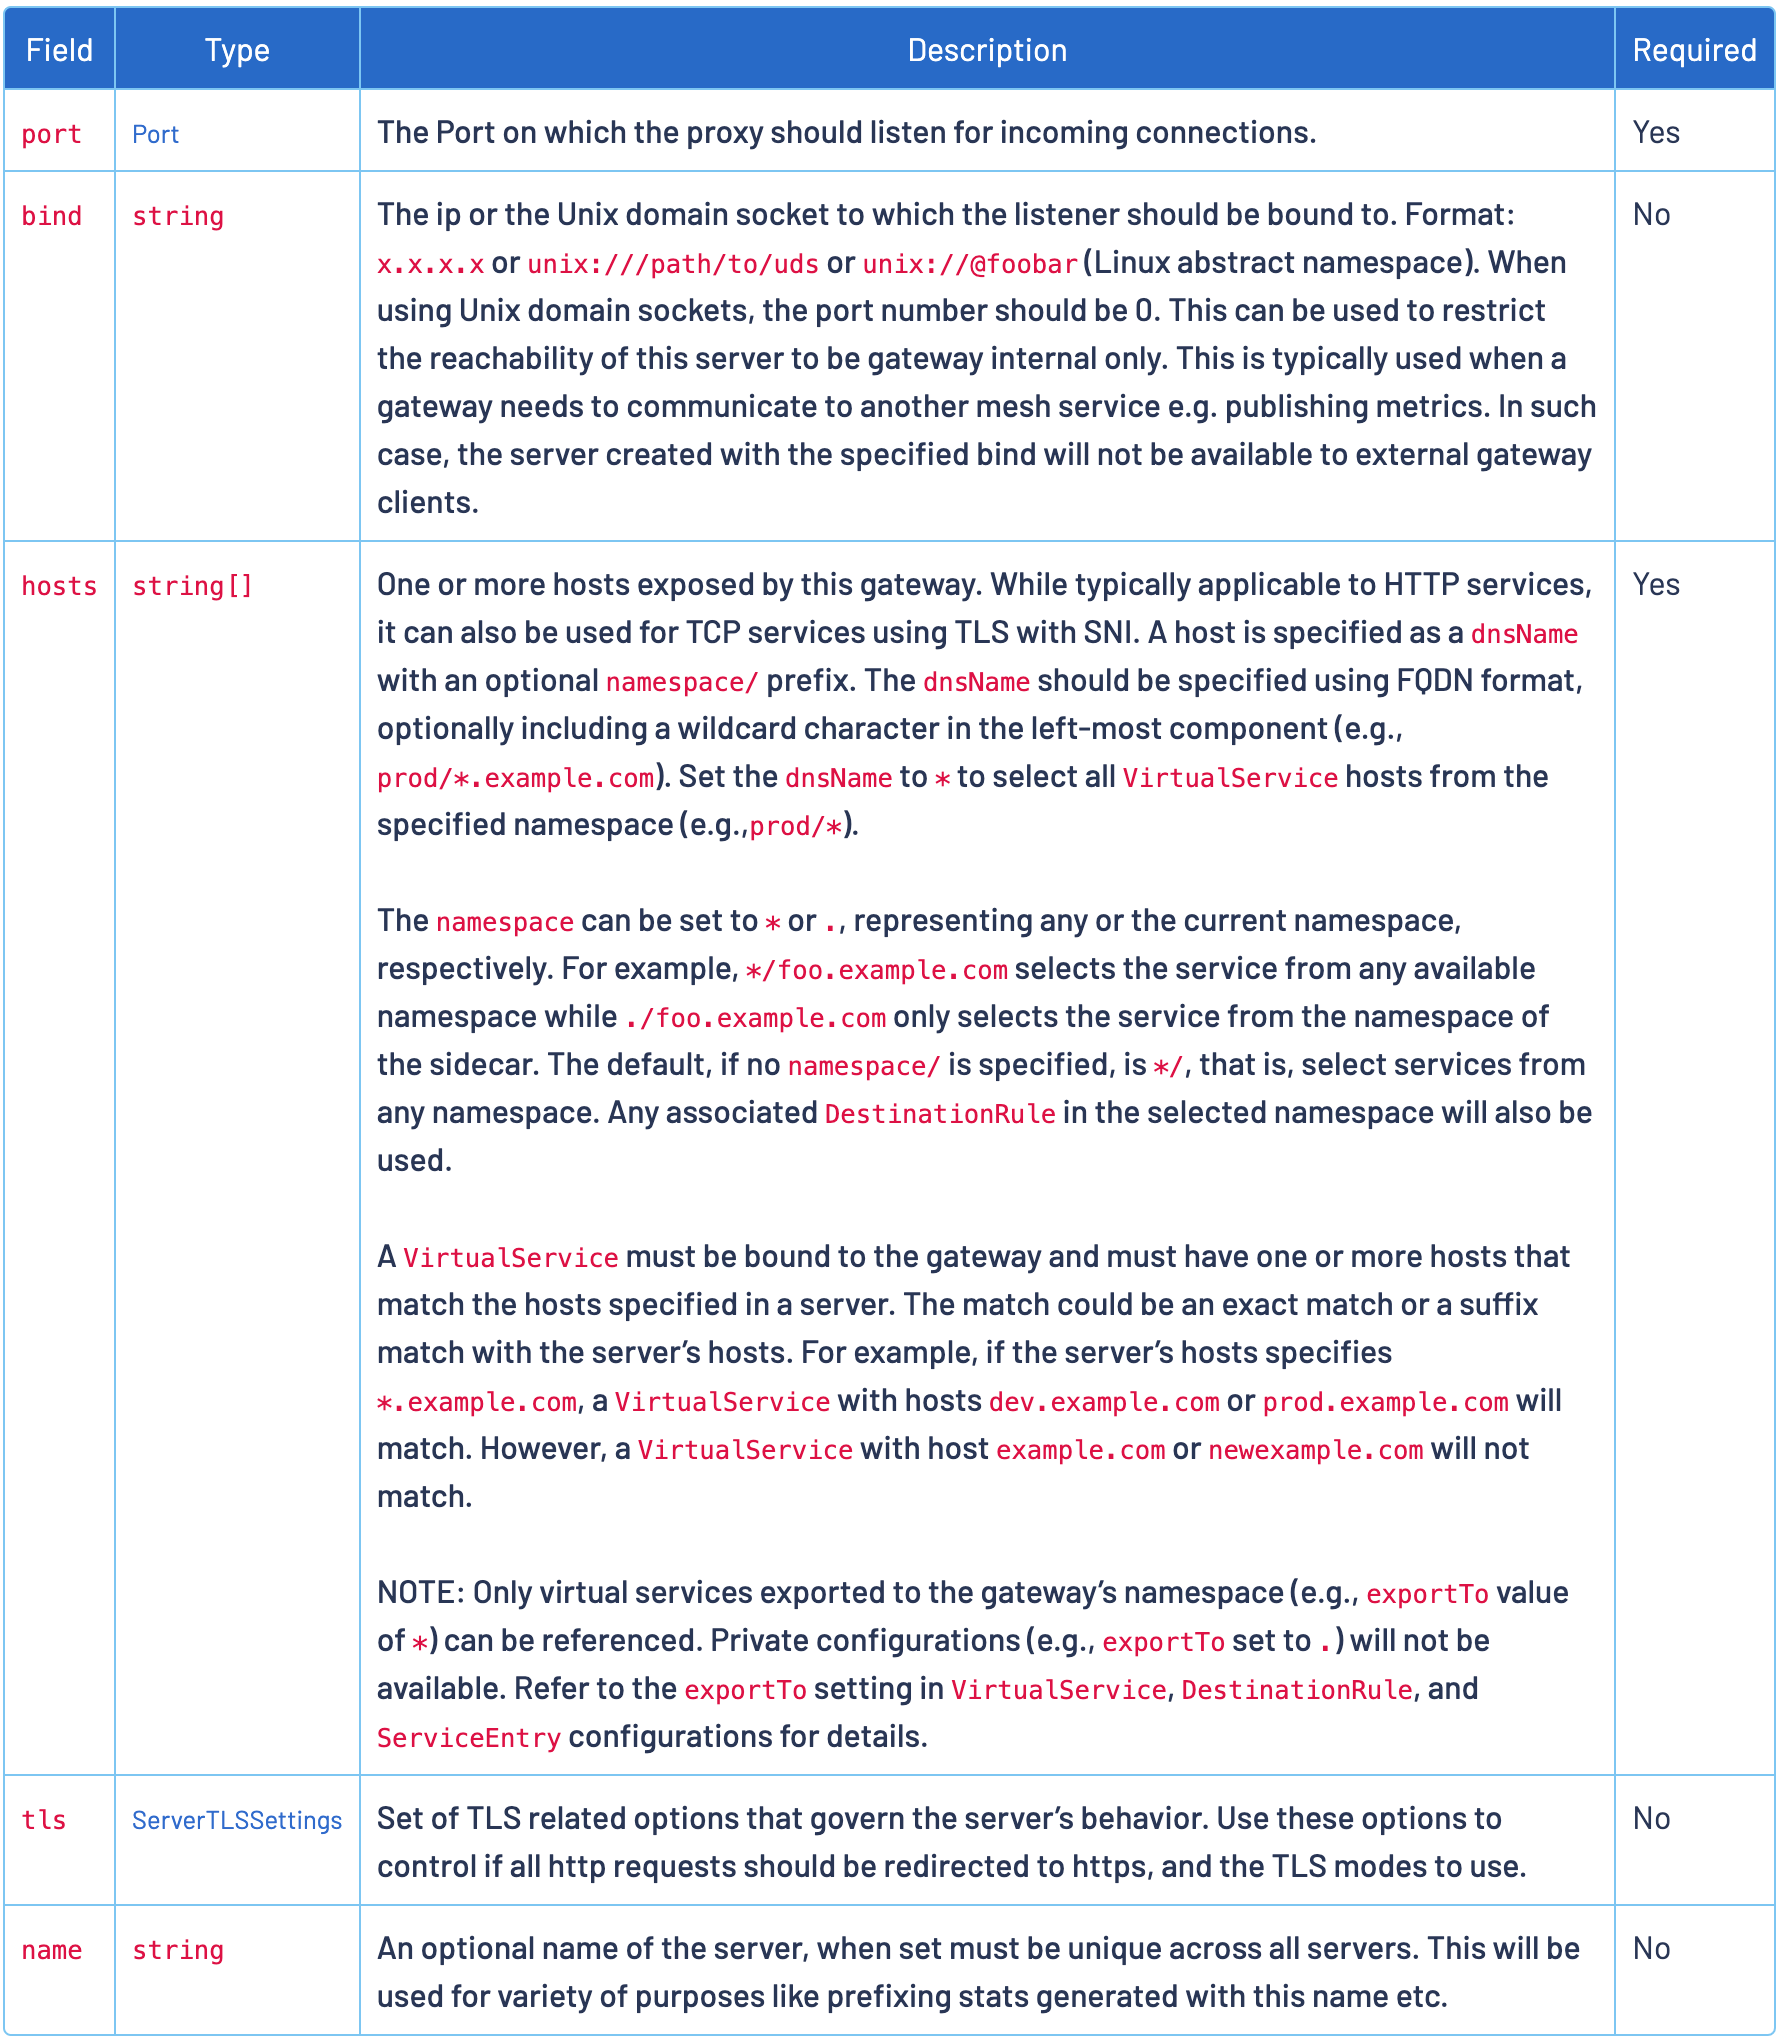 Field Type Description Required
port Port The Port on which the proxy should listen for incoming connections. Yes
bind string The ip or the Unix domain socket to which the listener should be bound to. Format: No
x.x.x.x or unix:///path/to/uds or unix://@foobar (Linux abstract namespace). When
using Unix domain sockets, the port number should be 0. This can be used to restrict
the reachability of this server to be gateway internal only. This is typically used when a
gateway needs to communicate to another mesh service e.g. publishing metrics. In such
case, the server created with the specified bind will not be available to external gateway
clients.
hosts string[] One or more hosts exposed by this gateway. While typically applicable to HTTP services, Yes
it can also be used for TCP services using TLS with SNI. A host is specified as a dnsName
with an optional namespace/ prefix. The dnsName should be specified using FQDN format,
optionally including a wildcard character in the left-most component (e.g.,
prod/*.example.com). Set the dnsName to * to select all VirtualService hosts from the
specified namespace (e.g.,prod/*).
The namespace can be set to * or ., representing any or the current namespace,
respectively. For example, */foo.example.com selects the service from any available
namespace while ./foo.example.com only selects the service from the namespace of
the sidecar. The default, if no namespace/ is specified, is */, that is, select services from
any namespace. Any associated DestinationRule in the selected namespace will also be
used.
A VirtualService must be bound to the gateway and must have one or more hosts that
match the hosts specified in a server. The match could be an exact match or a suffix
match with the server’s hosts. For example, if the server’s hosts specifies
*.example.com, a VirtualService with hosts dev.example.com or prod.example.com will
match. However, a VirtualService with host example.com or newexample.com will not
match.
NOTE: Only virtual services exported to the gateway’s namespace (e.g., exportTo value
of *) can be referenced. Private configurations (e.g., exportTo set to .) will not be
available. Refer to the exportTo setting in VirtualService, DestinationRule, and
ServiceEntry configurations for details.
tls ServerTLSSettings Set of TLS related options that govern the server’s behavior. Use these options to No
control if all http requests should be redirected to https, and the TLS modes to use.
name string An optional name of the server, when set must be unique across all servers. This will be No
used for variety of purposes like prefixing stats generated with this name etc.